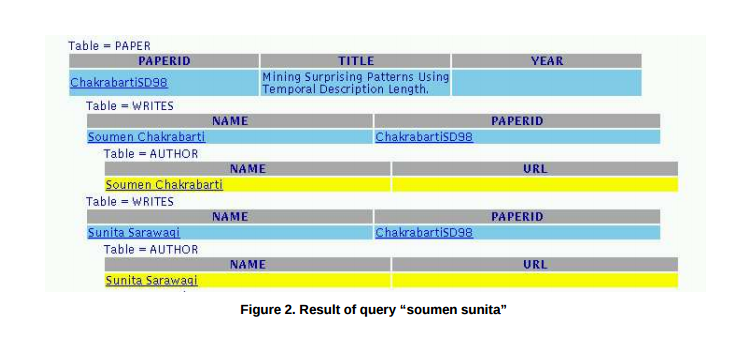 Table = PAPER
PAPERID TITLE YEAR
ChakrabartiSD98 Mining Surprising Patterns Using
Temporal Description Length.
Table = WRITES
NAME PAPERID
Soumen Chakrabarti ChakrabartiSD98
Table = AUTHOR
NAME URL
Soumen Chakrabarti
Table = WRITES
NAME PAPERID
Sunita Sarawagi ChakrabartiSD98
Table = AUTHOR
NAME URL
Sunita Sarawagi
Figure 2. Result of query “soumen sunita”